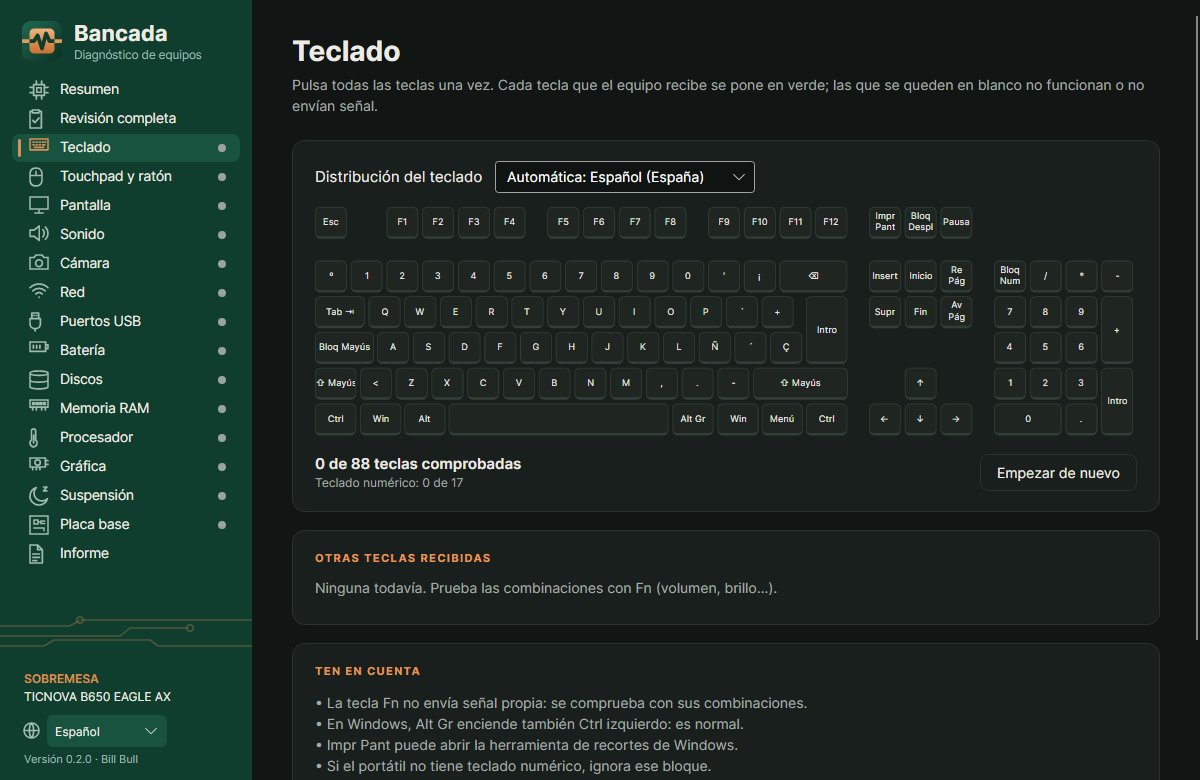 Bancada
Diagnóstico de equipos
Resumen
Revisión completa
Teclado
Touchpad y ratón
Pantalla
Sonido
Cámara
Red
Puertos USB
Batería
Discos
Memoria RAM
Procesador
Gráfica
Suspensión
Placa base
Informe
SOBREMESA
TICNOVA B650 EAGLE AX
Español
Versión 0.2.0 · Bill Bull
Teclado
Pulsa todas las teclas una vez. Cada tecla que el equipo recibe se pone en verde; las que se queden en blanco no funcionan o no
envían señal.
Distribución del teclado Automática: Español (España)
Esc F1 F2 F3 F4 F5 F6 F7 F8 F9 F10 F11 F12 Impr Pant Bloq Despl Pausa
º 1 2 3 4 5 6 7 8 9 0 ' ¡ ⌫ Insert Inicio Re Pág Bloq Num / * -
Tab ⇥ Q W E R T Y U I O P ` + Intro Supr Fin Av Pág 7 8 9 +
Bloq Mayús A S D F G H J K L Ñ ´ Ç 4 5 6
⇧ Mayús < Z X C V B N M , . - ⇧ Mayús ↑ 1 2 3 Intro
Ctrl Win Alt Alt Gr Win Menú Ctrl ← ↓ → 0 .
0 de 88 teclas comprobadas
Teclado numérico: 0 de 17
Empezar de nuevo
OTRAS TECLAS RECIBIDAS
Ninguna todavía. Prueba las combinaciones con Fn (volumen, brillo...).
TEN EN CUENTA
• La tecla Fn no envía señal propia: se comprueba con sus combinaciones.
• En Windows, Alt Gr enciende también Ctrl izquierdo: es normal.
• Impr Pant puede abrir la herramienta de recortes de Windows.
• Si el portátil no tiene teclado numérico, ignora ese bloque.